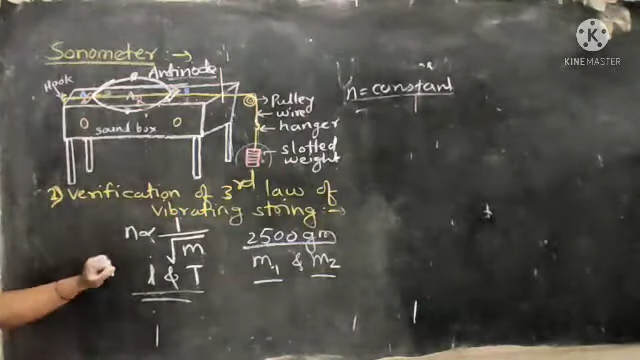 Sonometer →
Hook
Antinode
A
sound box
Pulley
wire
hanger
slotted
weight
2) Verification of 3rd law of
vibrating string :→
n ∝ 1/√m
2500 gm
l & T
m₁ & m₂
n = constant
KINEMASTER